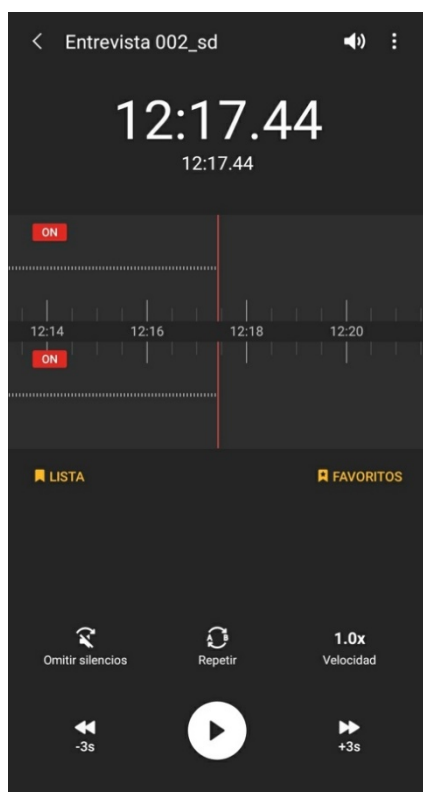 Entrevista 002_sd
12:17.44
12:17.44
ON
12:14 12:16 12:18 12:20
ON
LISTA FAVORITOS
Omitir silencios Repetir 1.0x Velocidad
-3s +3s